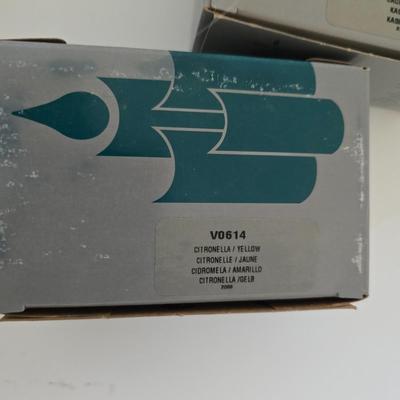 V0614
CITRONELLA / YELLOW
CITRONELLE / JAUNE
CIDROMELA / AMARILLO
CITRONELLA /GELB